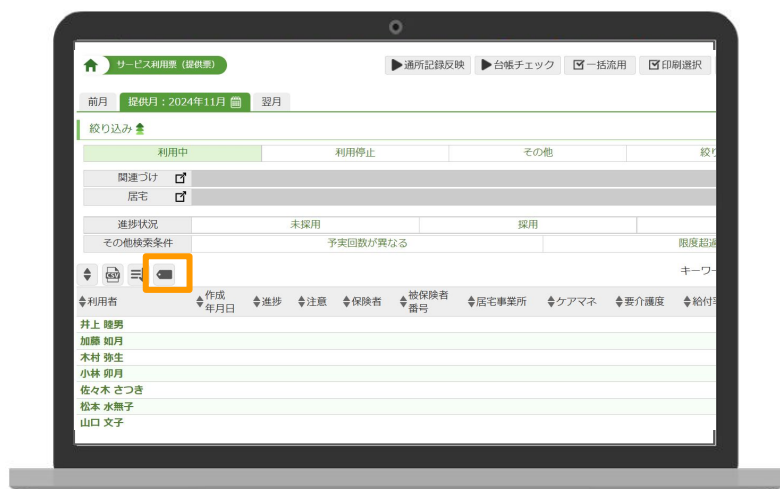 サービス利用票（提供票）
▶通所記録反映 ▶台帳チェック 一括流用 印刷選択
前月 提供月：2024年11月 翌月
絞り込み
利用中 利用停止 その他 絞り
関連づけ
居宅
進捗状況 未採用 採用
その他検索条件 予実回数が異なる 限度超過
CSV キーワー
利用者 作成年月日 進捗 注意 保険者 被保険者番号 居宅事業所 ケアマネ 要介護度 給付率
井上 睦男
加藤 如月
木村 弥生
小林 卯月
佐々木 さつき
松本 水無子
山口 文子